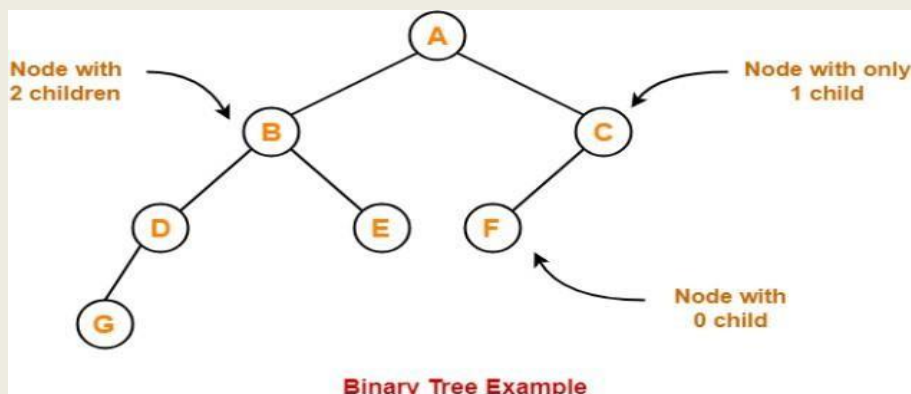 A
Node with
2 children
Node with only
1 child
B
C
D
E
F
G
Node with
0 child
Binary Tree Example